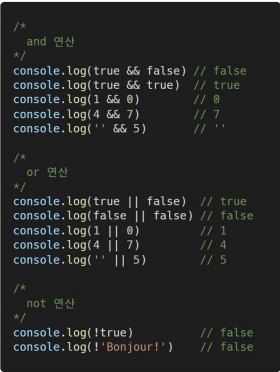 /*
  and 연산
*/
console.log(true && false) // false
console.log(true && true)  // true
console.log(1 && 0)        // 0
console.log(4 && 7)        // 7
console.log('' && 5)       // ''
/*
  or 연산
*/
console.log(true || false)  // true
console.log(false || false) // false
console.log(1 || 0)         // 1
console.log(4 || 7)         // 4
console.log('' || 5)        // 5
/*
  not 연산
*/
console.log(!true)          // false
console.log(!'Bonjour!')    // false